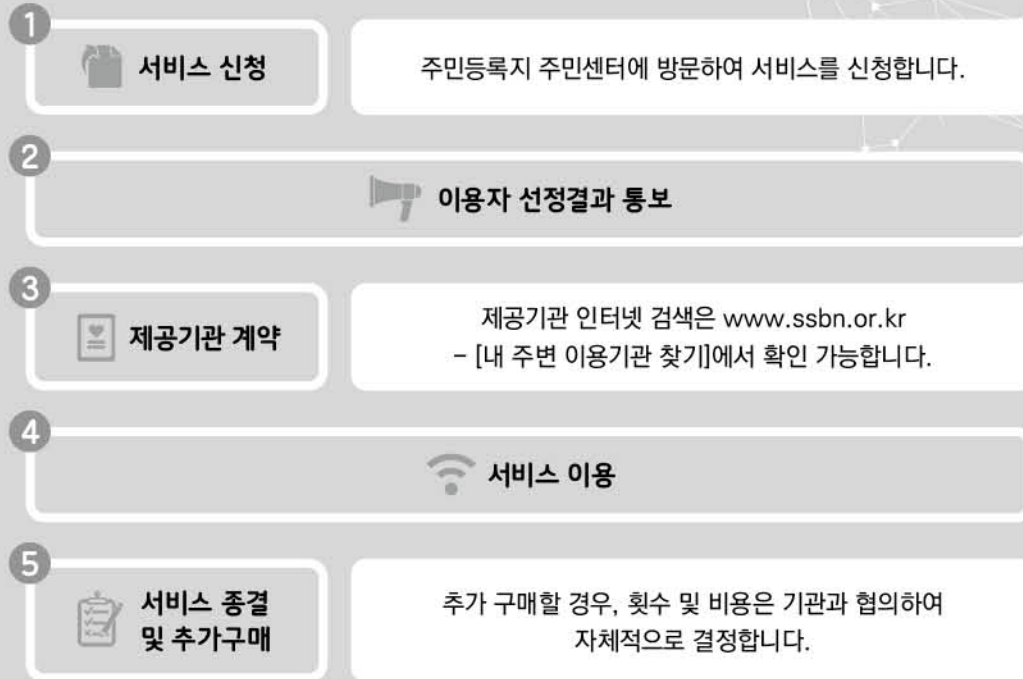 1
서비스 신청
주민등록지 주민센터에 방문하여 서비스를 신청합니다.
2
이용자 선정결과 통보
3
제공기관 계약
제공기관 인터넷 검색은 www.ssbn.or.kr
- [내 주변 이용기관 찾기]에서 확인 가능합니다.
4
서비스 이용
5
서비스 종결
및 추가구매
추가 구매할 경우, 횟수 및 비용은 기관과 협의하여
자체적으로 결정합니다.